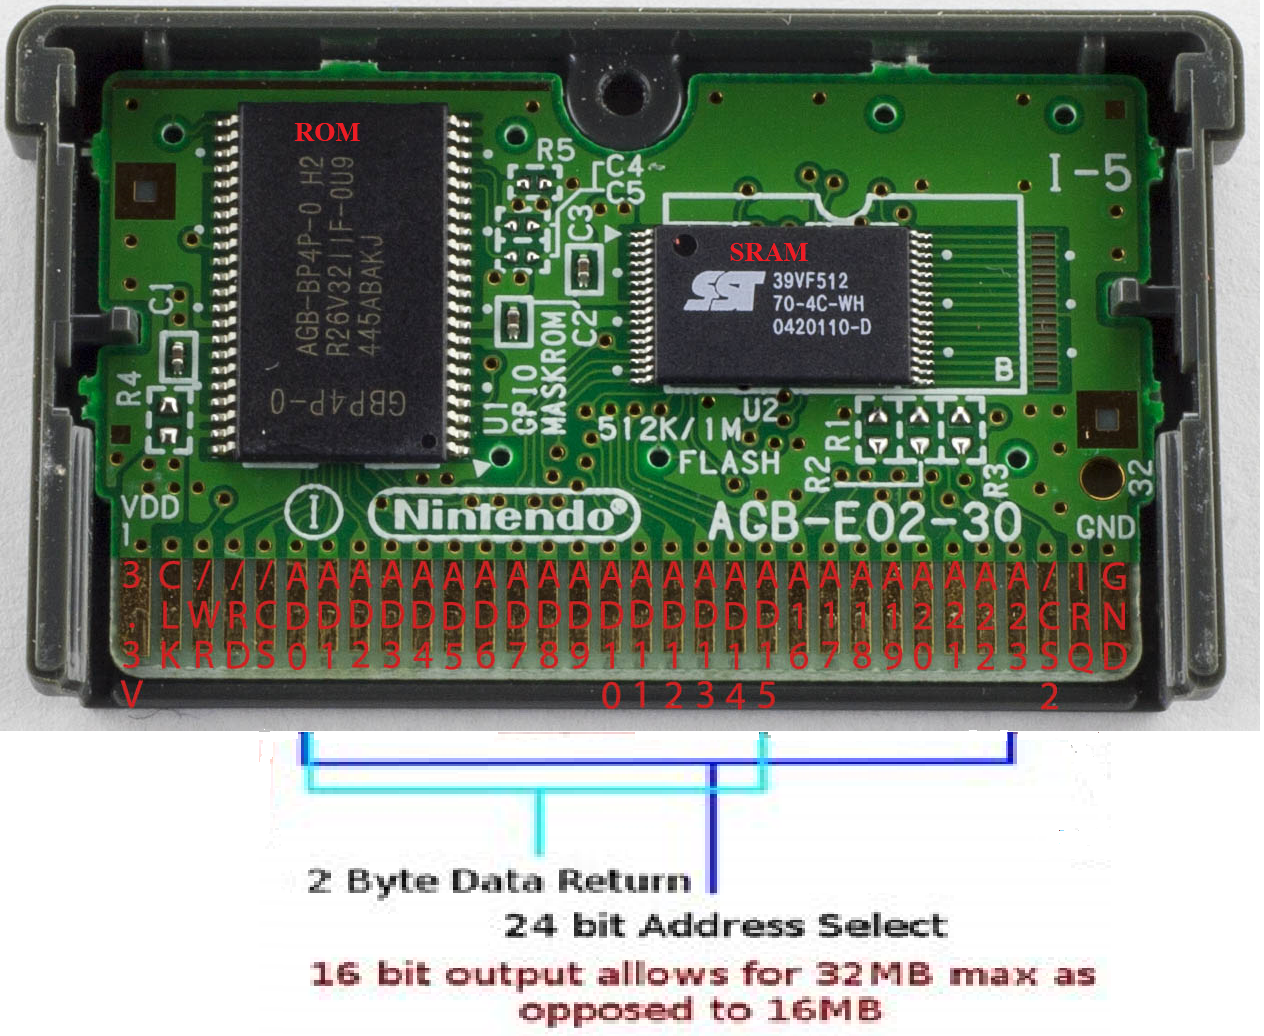 ROM
AGB-BP4P-0 H2
R26V32IIF-0U9
445ABAKJ
GBP4P-0
R5
C4~
C5
C3
C2
C1
R4
I-5
SRAM
SST
39VF512
70-4C-WH
0420110-D
B
U1
GPIO
MASKROM
U2
512K/1M
FLASH
R1
R2
R3
32
VDD
1
I
Nintendo®
AGB-E02-30
GND
3.3V
CLK
/WR
/RD
/CS
AD0
AD1
AD2
AD3
AD4
AD5
AD6
AD7
AD8
AD9
AD10
AD11
AD12
AD13
AD14
AD15
A16
A17
A18
A19
A20
A21
A22
A23
/CS2
IRQ
GND
2 Byte Data Return
24 bit Address Select
16 bit output allows for 32MB max as
opposed to 16MB